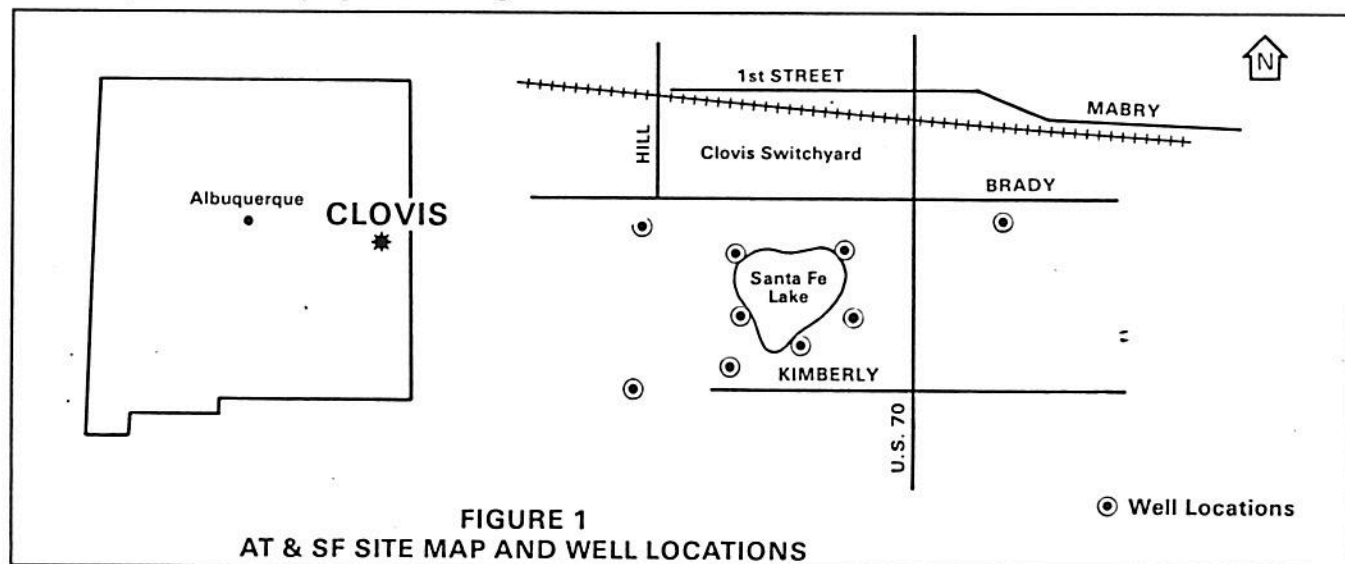 N
1st STREET
MABRY
HILL
Clovis Switchyard
BRADY
Albuquerque
CLOVIS
Santa Fe
Lake
KIMBERLY
U.S. 70
Well Locations
FIGURE 1
AT & SF SITE MAP AND WELL LOCATIONS